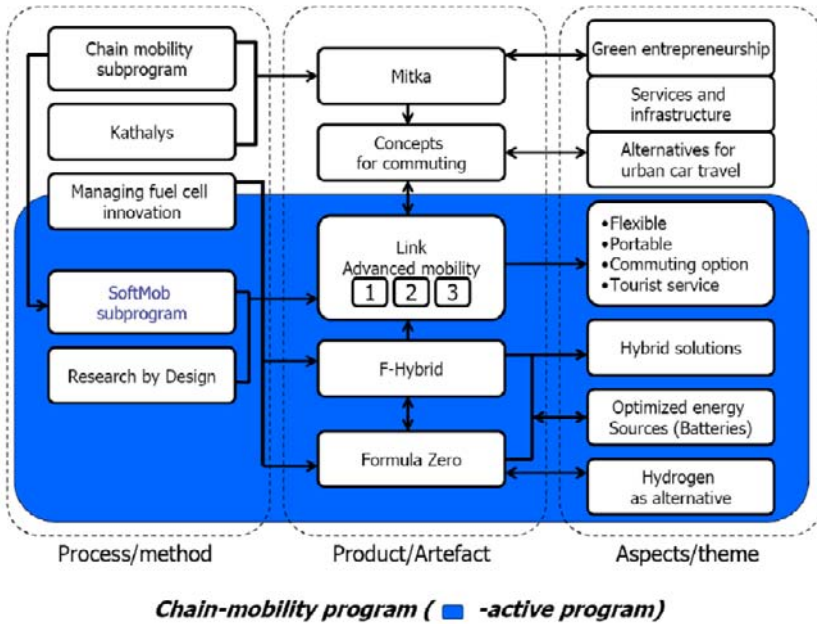 Chain mobility
subprogram
Kathalys
Managing fuel cell
innovation
SoftMob
subprogram
Research by Design
Process/method
Mitka
Concepts
for commuting
Link
Advanced mobility
1 2 3
F-Hybrid
Formula Zero
Product/Artefact
Green entrepreneurship
Services and
infrastructure
Alternatives for
urban car travel
•Flexible
•Portable
•Commuting option
•Tourist service
Hybrid solutions
Optimized energy
Sources (Batteries)
Hydrogen
as alternative
Aspects/theme
Chain-mobility program ( -active program)